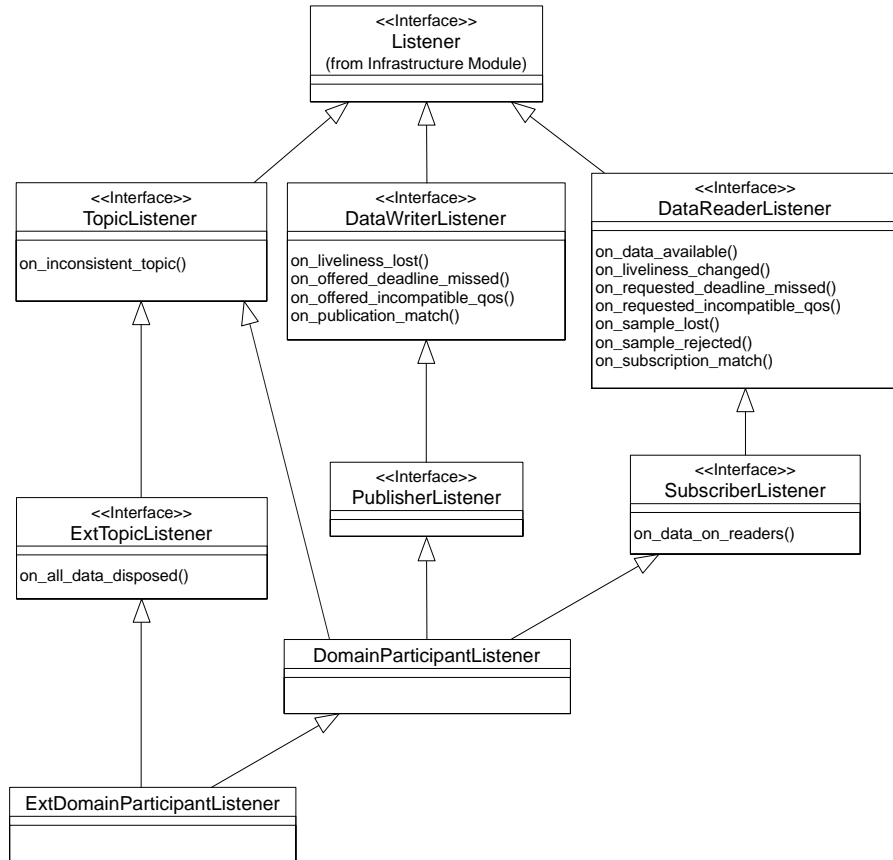 <<Interface>>
Listener
(from Infrastructure Module)
<<Interface>>
TopicListener
on_inconsistent_topic()
<<Interface>>
DataWriterListener
on_liveliness_lost()
on_offered_deadline_missed()
on_offered_incompatible_qos()
on_publication_match()
<<Interface>>
DataReaderListener
on_data_available()
on_liveliness_changed()
on_requested_deadline_missed()
on_requested_incompatible_qos()
on_sample_lost()
on_sample_rejected()
on_subscription_match()
<<Interface>>
ExtTopicListener
on_all_data_disposed()
<<Interface>>
PublisherListener
<<Interface>>
SubscriberListener
on_data_on_readers()
DomainParticipantListener
ExtDomainParticipantListener